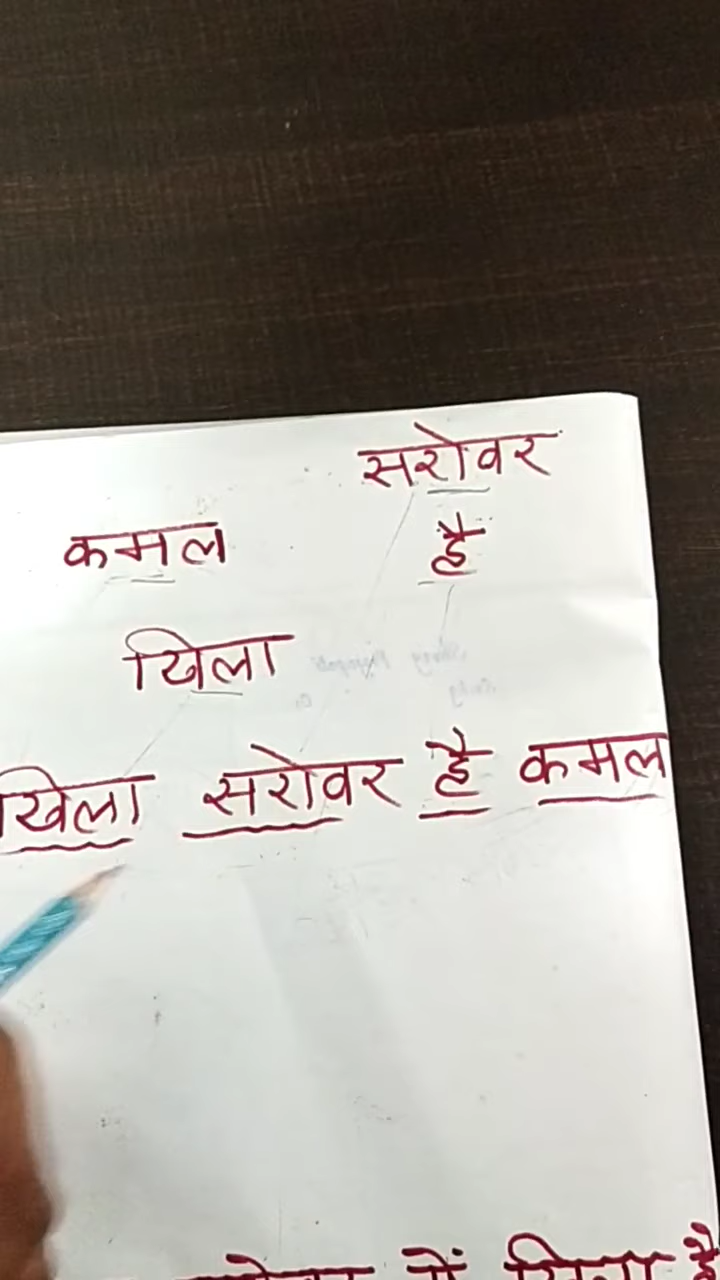 सरोवर
कमल है
खिला
खिला सरोवर है कमल
में